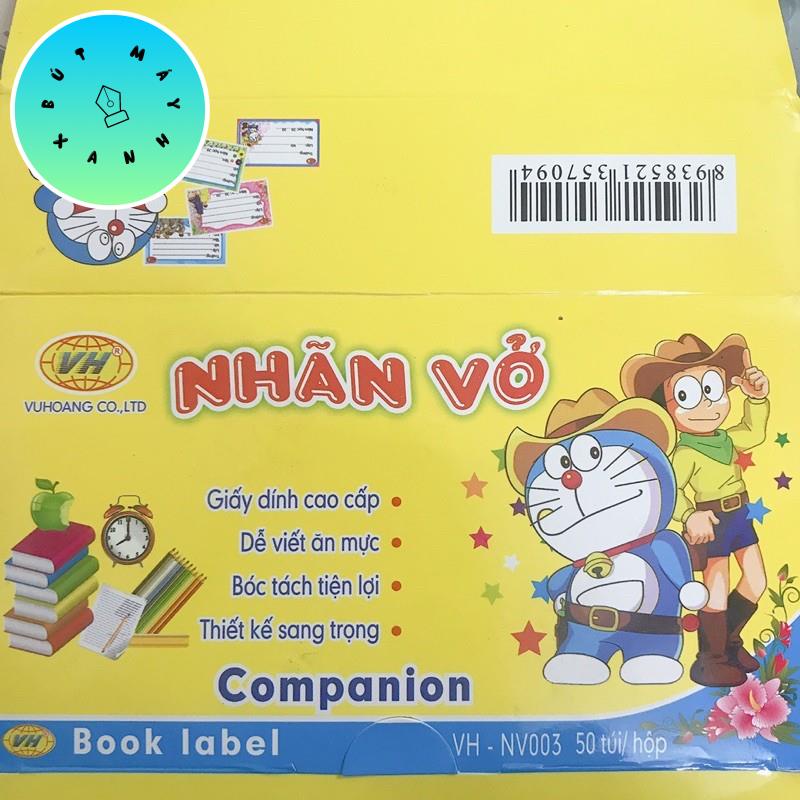 BÚT MÁY XANH
8938521357094
VH ®
VUHOANG CO.,LTD
NHÃN VỞ
Giấy dính cao cấp
Dễ viết ăn mực
Bóc tách tiện lợi
Thiết kế sang trọng
Companion
VH
Book label
VH - NV003 50 túi/ hộp